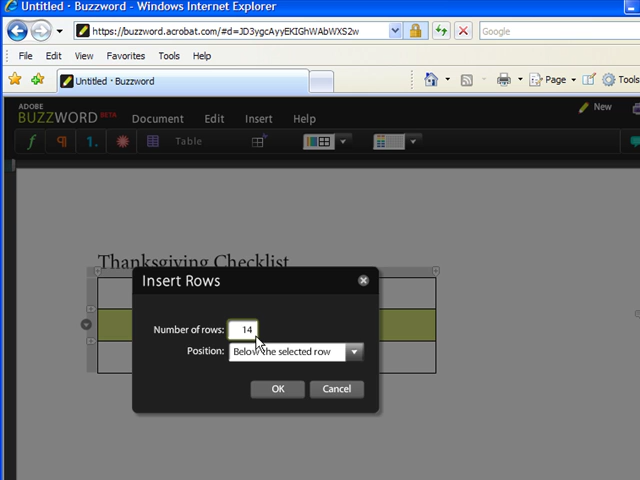 Untitled · Buzzword - Windows Internet Explorer
https://buzzword.acrobat.com/#d=JD3ygcAyyEKIGhWAbWXS2w
Google
File Edit View Favorites Tools Help
Untitled · Buzzword
Page Tools
ADOBE
BUZZWORD BETA
Document Edit Insert Help
New
1. Table
Thanksgiving Checklist
Insert Rows
Number of rows: 14
Position: Below the selected row
OK Cancel